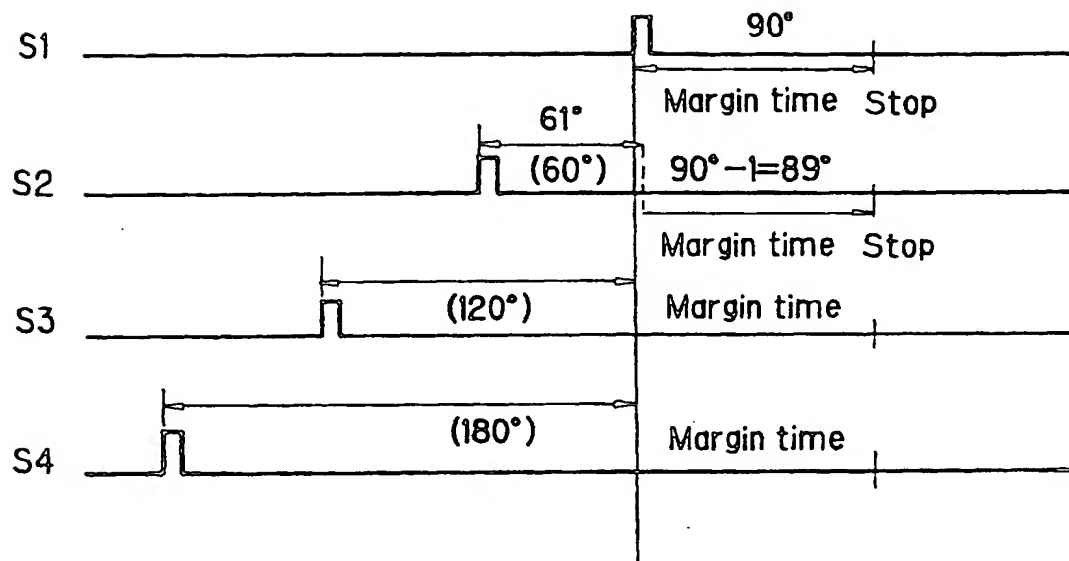 S1
90°
Margin time Stop
61°
S2
(60°) 90°-1=89°
Margin time Stop
S3
(120°) Margin time
S4
(180°) Margin time